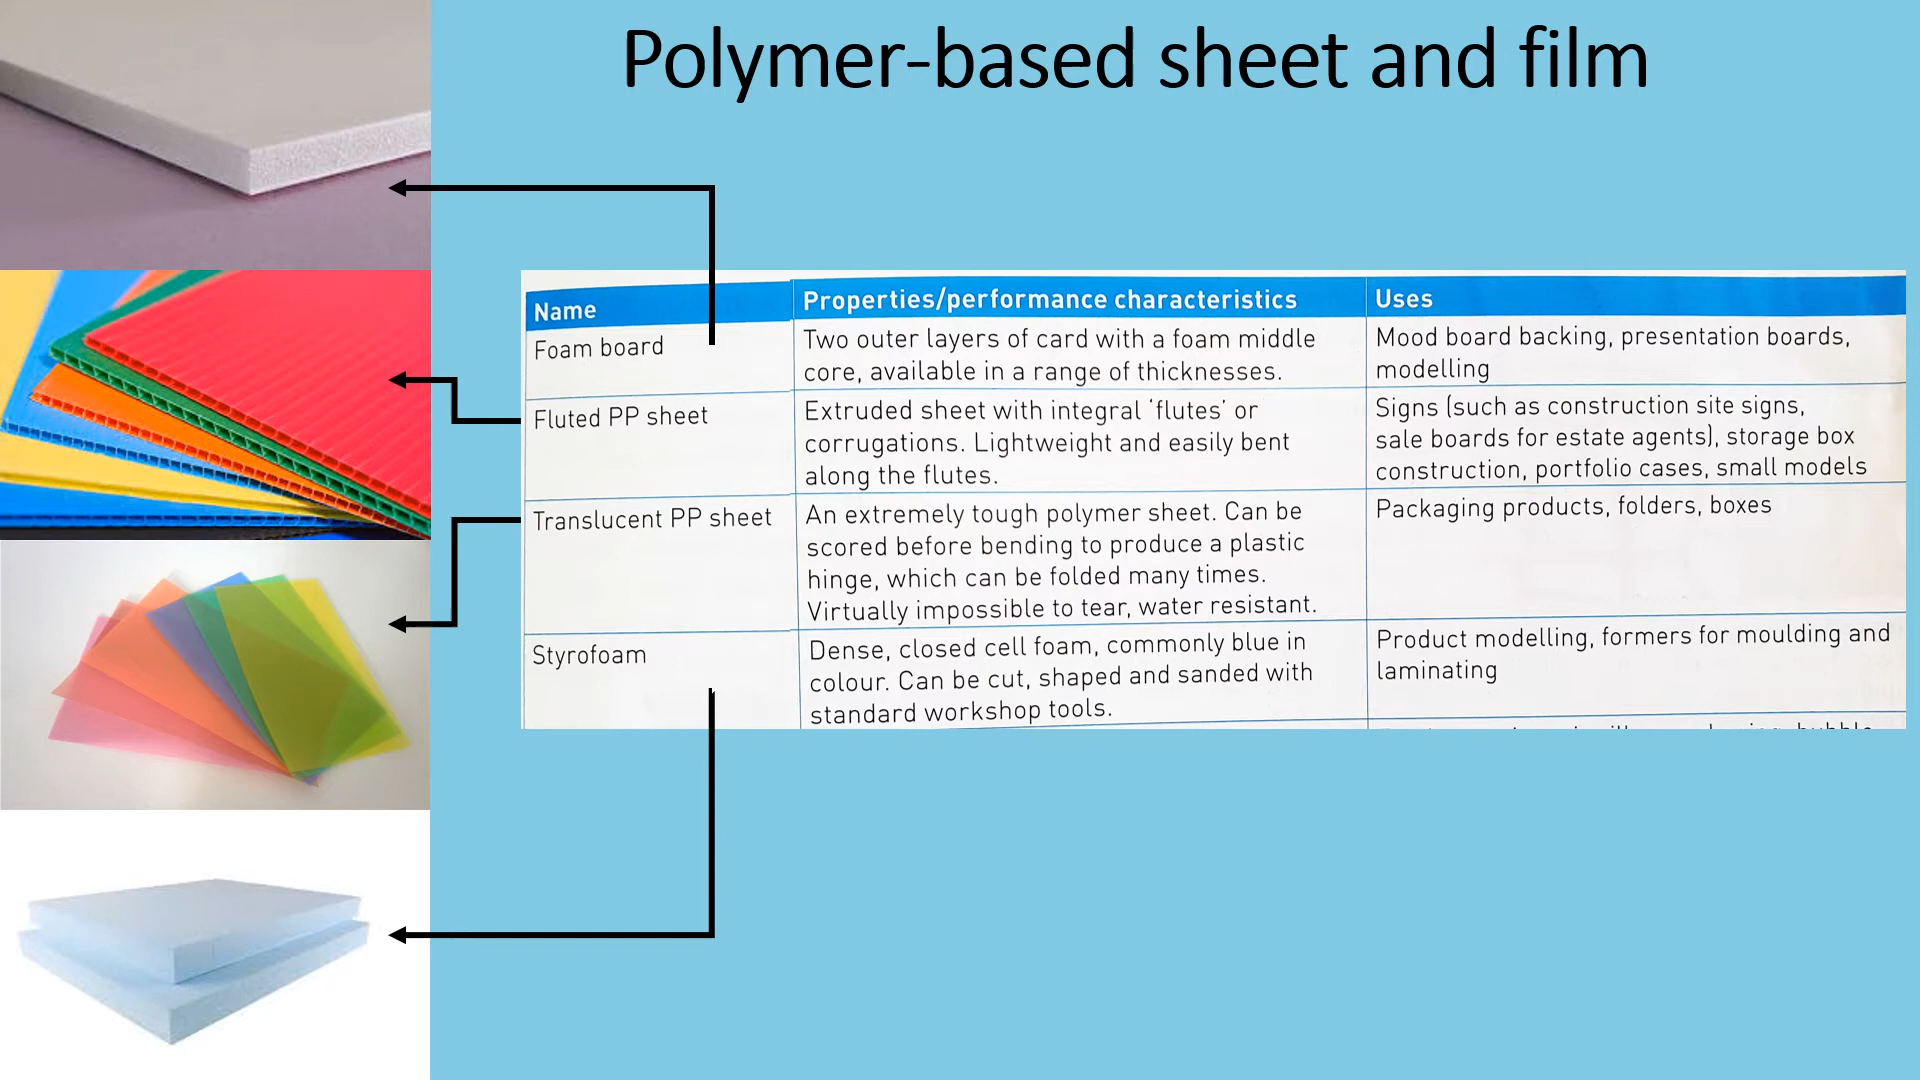 Polymer-based sheet and film
Name
Properties/performance characteristics
Uses
Foam board
Two outer layers of card with a foam middle
core, available in a range of thicknesses.
Mood board backing, presentation boards,
modelling
Fluted PP sheet
Extruded sheet with integral ‘flutes’ or
corrugations. Lightweight and easily bent
along the flutes.
Signs (such as construction site signs,
sale boards for estate agents), storage box
construction, portfolio cases, small models
Translucent PP sheet
An extremely tough polymer sheet. Can be
scored before bending to produce a plastic
hinge, which can be folded many times.
Virtually impossible to tear, water resistant.
Packaging products, folders, boxes
Styrofoam
Dense, closed cell foam, commonly blue in
colour. Can be cut, shaped and sanded with
standard workshop tools.
Product modelling, formers for moulding and
laminating